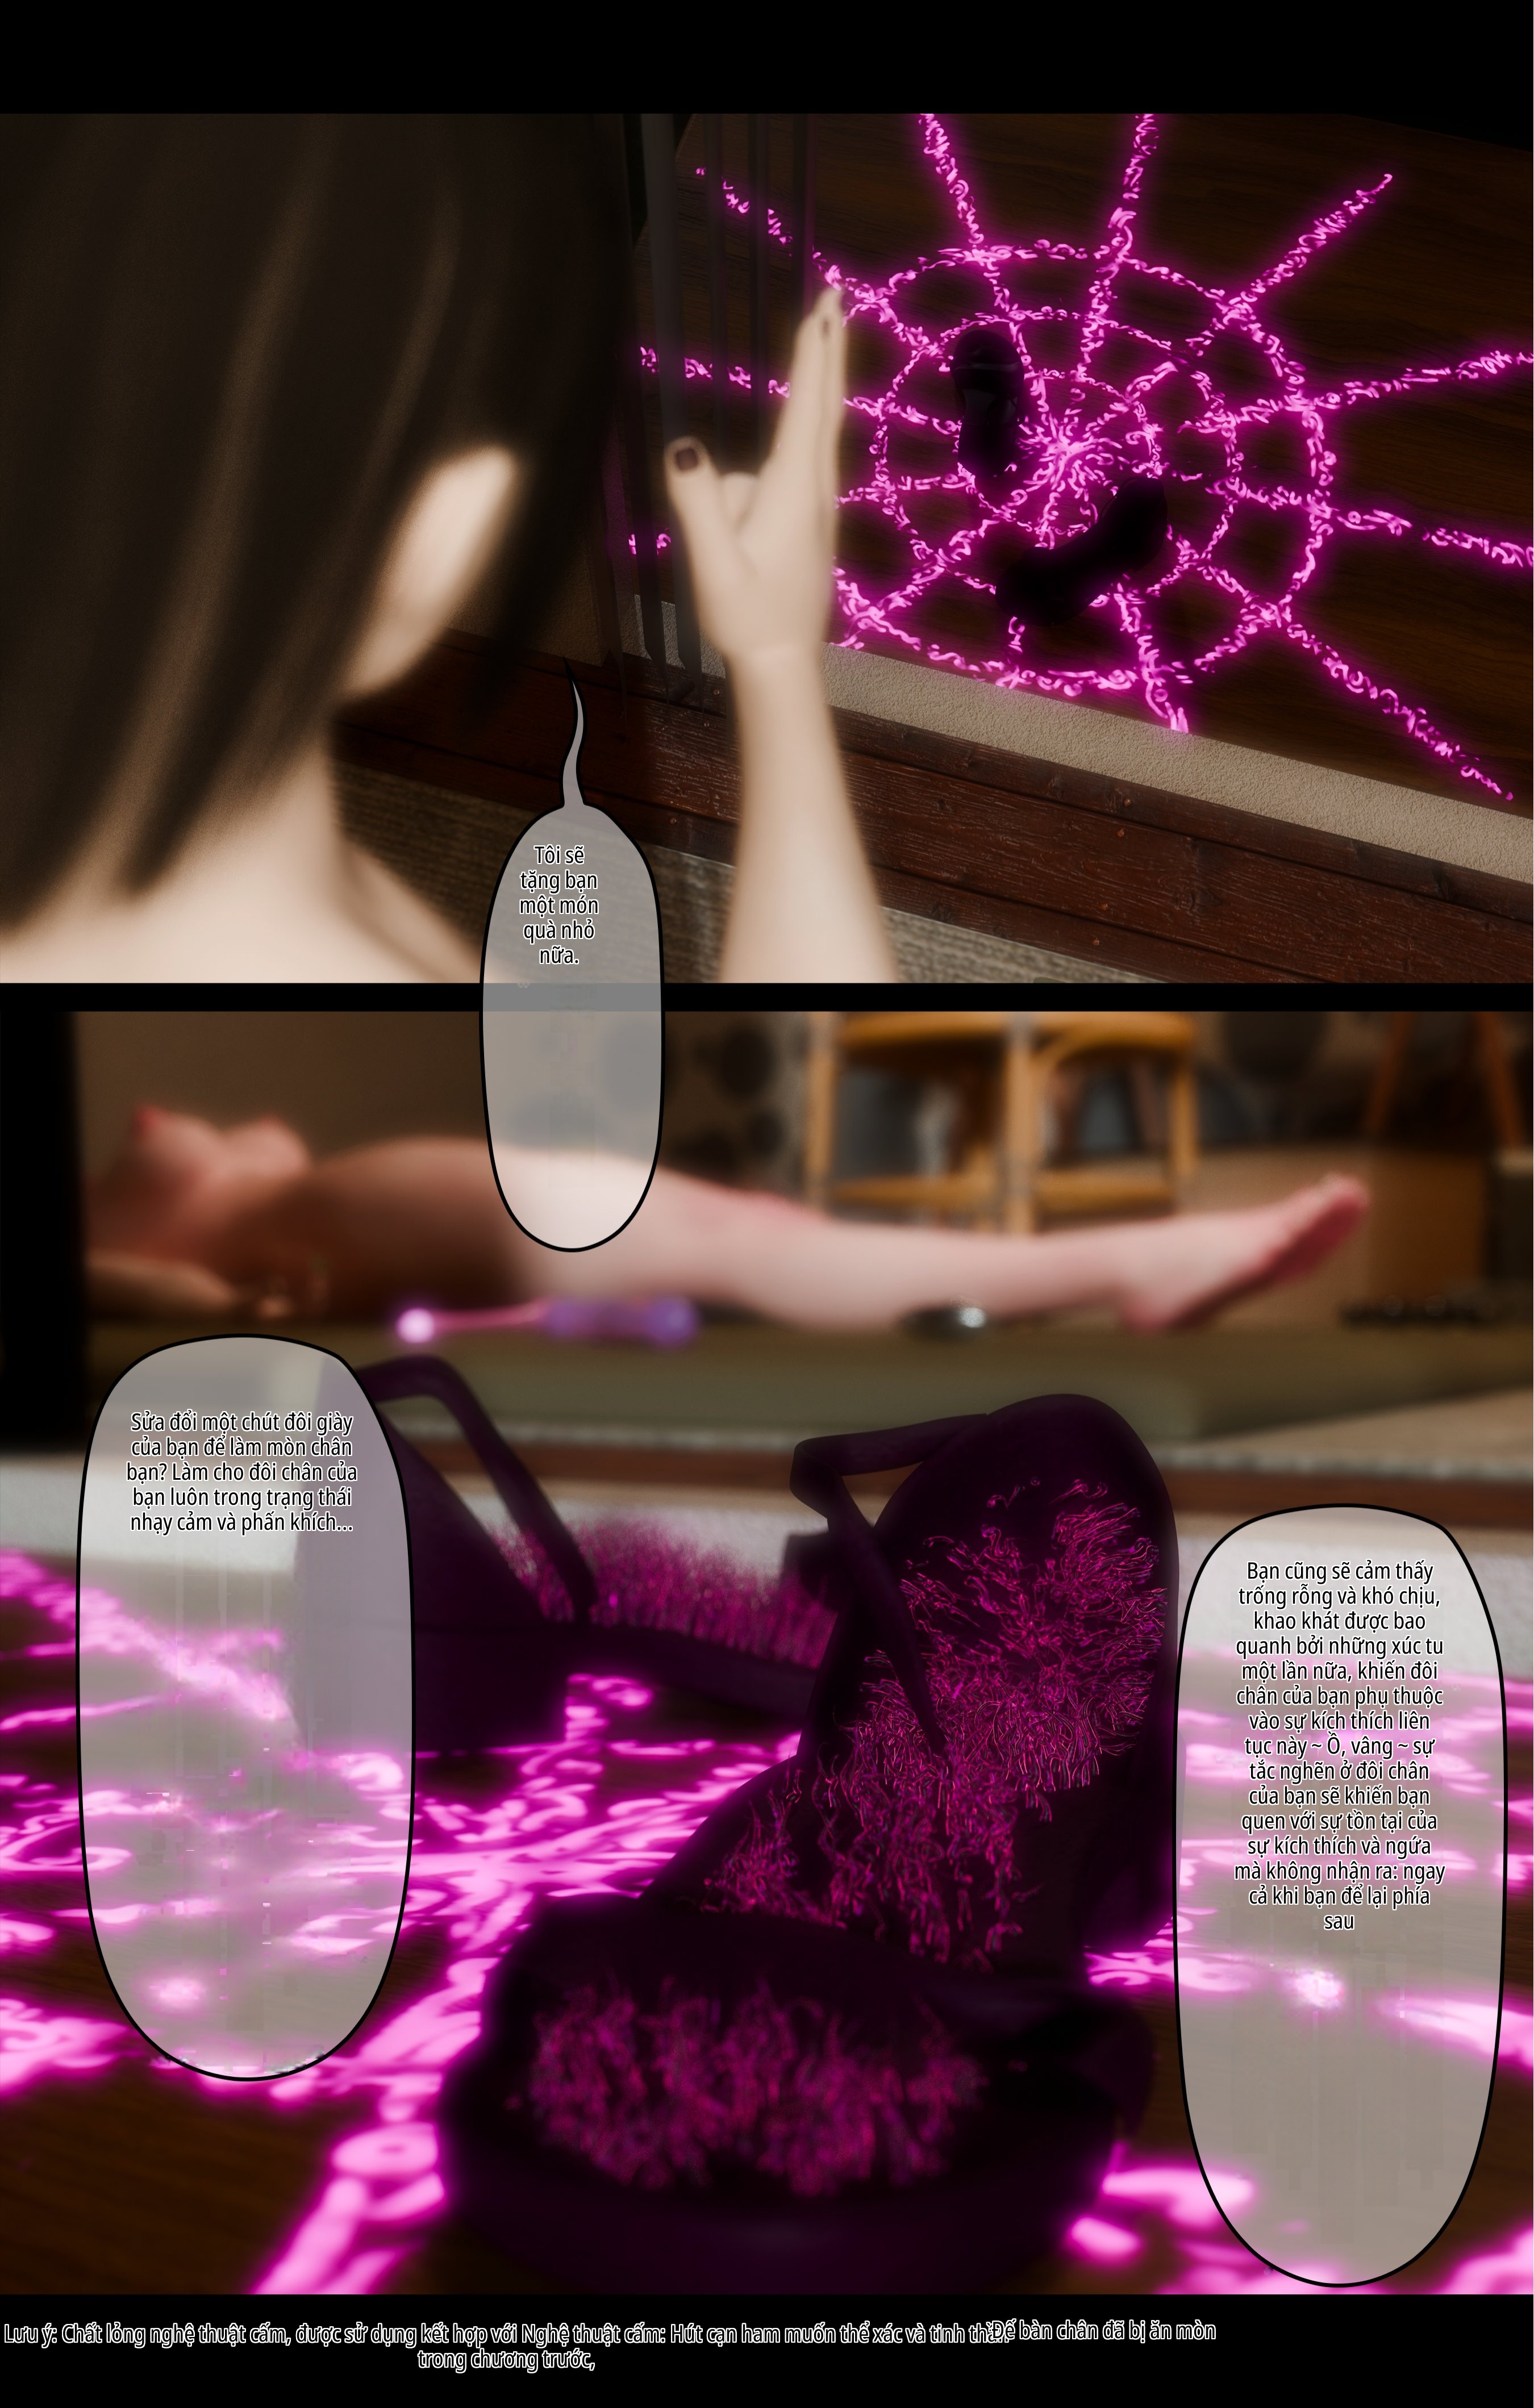 Tôi sẽ
tặng bạn
một món
quà nhỏ
nữa.
Sửa đổi một chút đôi giày
của bạn để làm mòn chân
bạn? Làm cho đôi chân của
bạn luôn trong trạng thái
nhạy cảm và phấn khích...
Bạn cũng sẽ cảm thấy
trống rỗng và khó chịu,
khao khát được bao
quanh bởi những xúc tu
một lần nữa, khiến đôi
chân của bạn phụ thuộc
vào sự kích thích liên
tục này ~ Ồ, vâng ~ sự
tắc nghẽn ở đôi chân
của bạn sẽ khiến bạn
quen với sự tồn tại của
sự kích thích và ngứa
mà không nhận ra: ngay
cả khi bạn để lại phía
sau
Lưu ý: Chất lỏng nghệ thuật cấm, được sử dụng kết hợp với Nghệ thuật cấm: Hút cạn ham muốn thể xác và tinh
trong chương trước,
Đế bàn chân đã bị ăn mòn